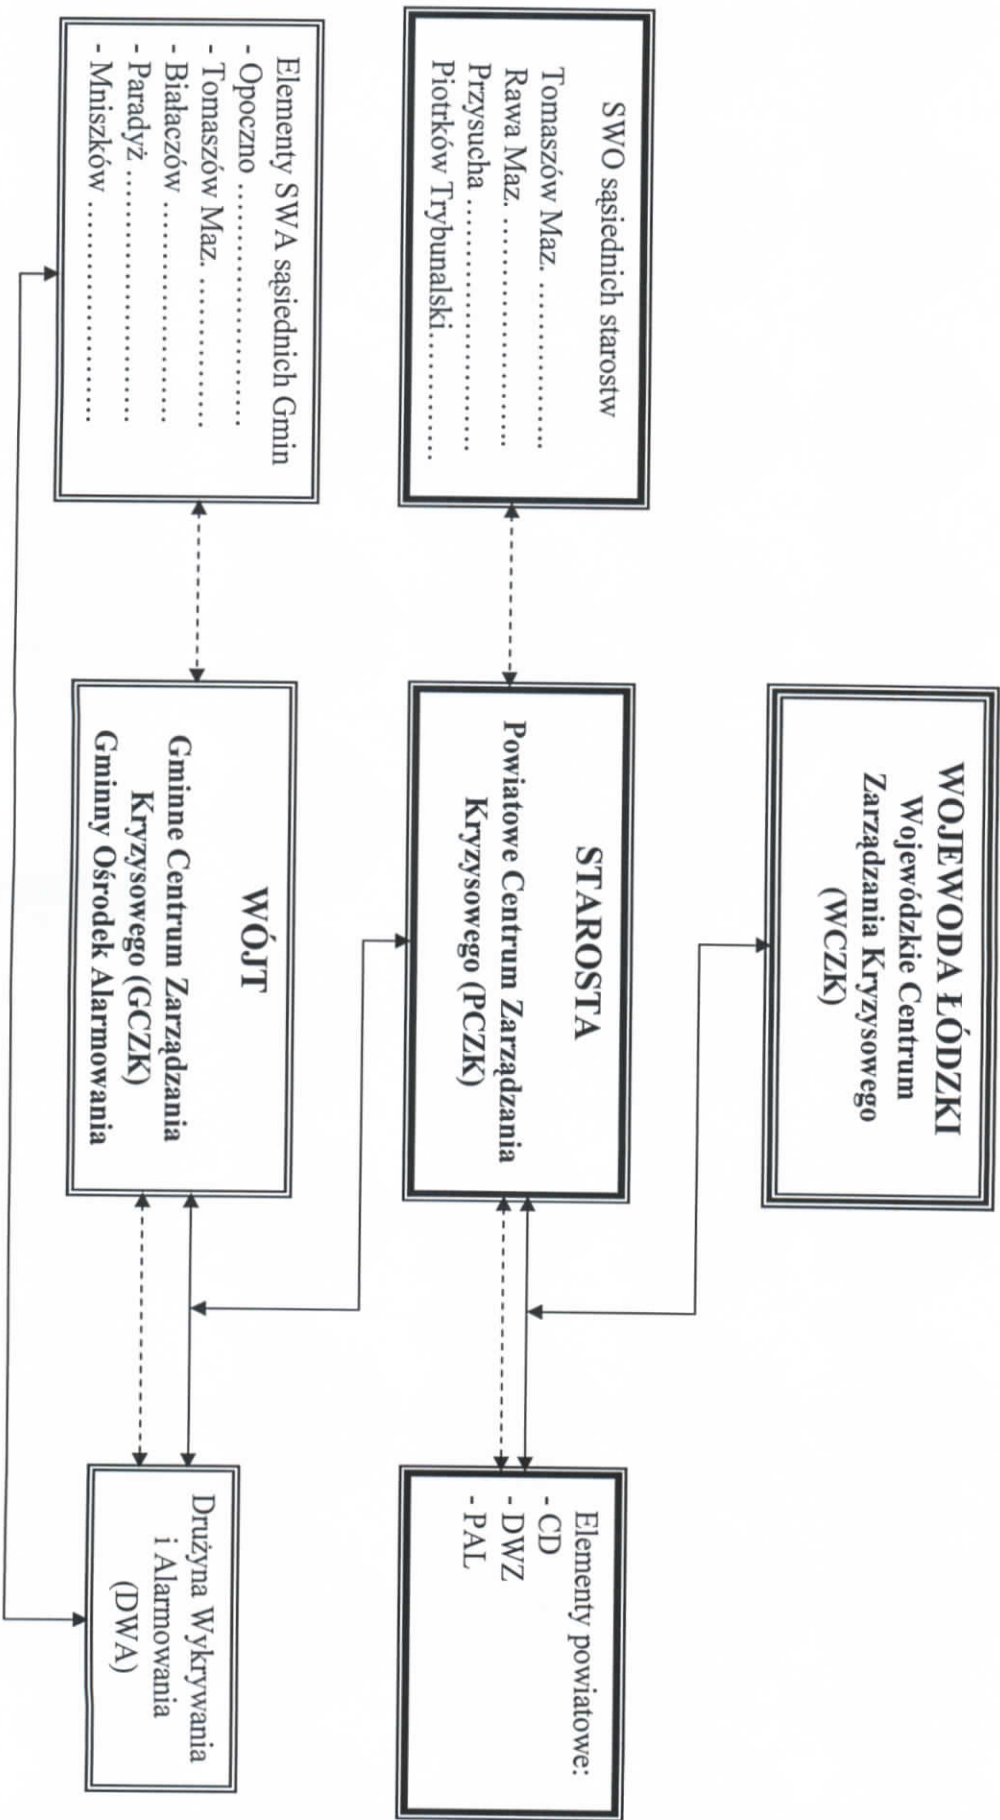 WOJEWODA ŁÓDZKI
Wojewódzkie Centrum
Zarządzania Kryzysowego
(WCZK)
SWO sąsiednich starostw
Tomaszów Maz. ................
Rawa Maz. .......................
Przysucha .........................
Piotrków Trybunalski.............
STAROSTA
Powiatowe Centrum Zarządzania
Kryzysowego (PCZK)
Elementy powiatowe:
- CD
- DWZ
- PAL
Elementy SWA sąsiednich Gmin
- Opoczno .........................
- Tomaszów Maz. ...............
- Białaczów .......................
- Paradyż ..........................
- Mniszków .......................
WÓJT
Gminne Centrum Zarządzania
Kryzysowego (GCZK)
Gminny Ośrodek Alarmowania
Drużyna Wykrywania
i Alarmowania
(DWA)